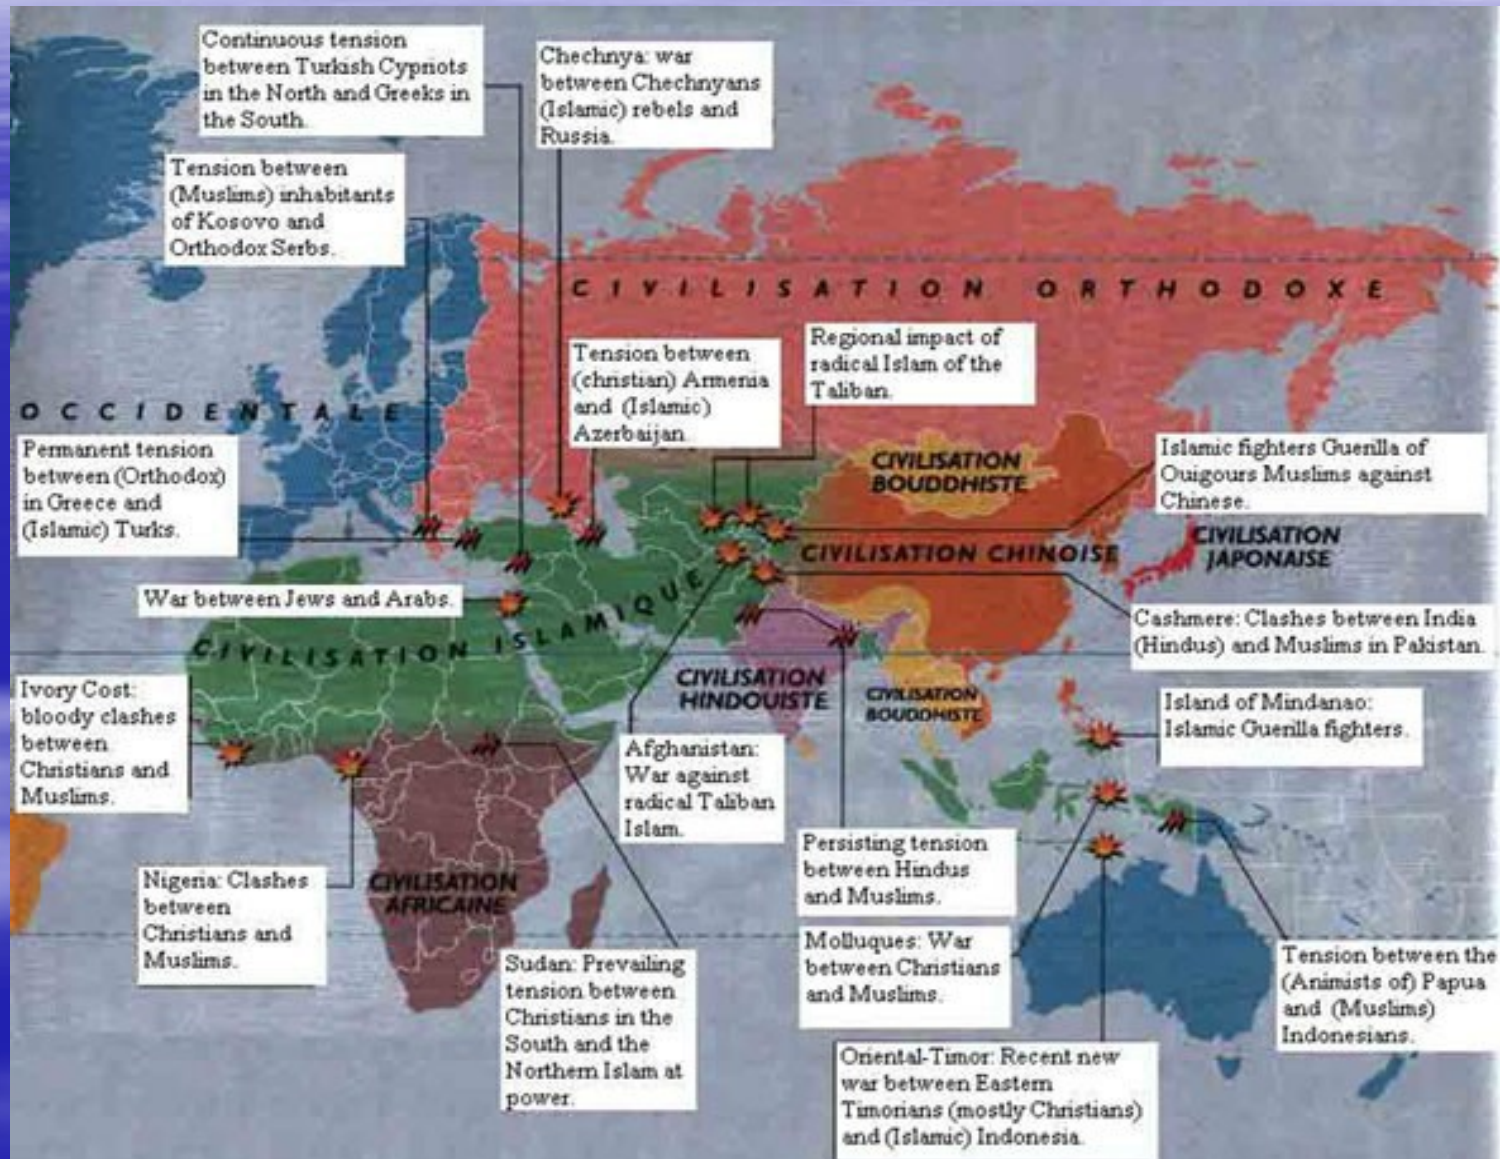 Continuous tension
between Turkish Cypriots
in the North and Greeks in
the South.
Chechnya: war
between Chechnyans
(Islamic) rebels and
Russia.
Tension between
(Muslims) inhabitants
of Kosovo and
Orthodox Serbs.
CIVILISATION ORTHODOXE
Regional impact of
radical Islam of the
Taliban.
Tension between
(christian) Armenia
and (Islamic)
Azerbaijan.
OCCIDENTALE
Permanent tension
between (Orthodox)
in Greece and
(Islamic) Turks.
CIVILISATION
BOUDDHISTE
Islamic fighters Guerilla of
Ouigours Muslims against
Chinese.
CIVILISATION CHINOISE
CIVILISATION
JAPONAISE
War between Jews and Arabs.
CIVILISATION ISLAMIQUE
Cashmere: Clashes between India
(Hindus) and Muslims in Pakistan.
CIVILISATION
HINDOUISTE
CIVILISATION
BOUDDHISTE
Ivory Cost:
bloody clashes
between
Christians and
Muslims.
Island of Mindanao:
Islamic Guerilla fighters.
Afghanistan:
War against
radical Taliban
Islam.
Persisting tension
between Hindus
and Muslims.
Nigeria: Clashes
between
Christians and
Muslims.
CIVILISATION
AFRICAINE
Sudan: Prevailing
tension between
Christians in the
South and the
Northern Islam at
power.
Molluques: War
between Christians
and Muslims.
Tension between the
(Animists of) Papua
and (Muslims)
Indonesians.
Oriental-Timor: Recent new
war between Eastern
Timorians (mostly Christians)
and (Islamic) Indonesia.